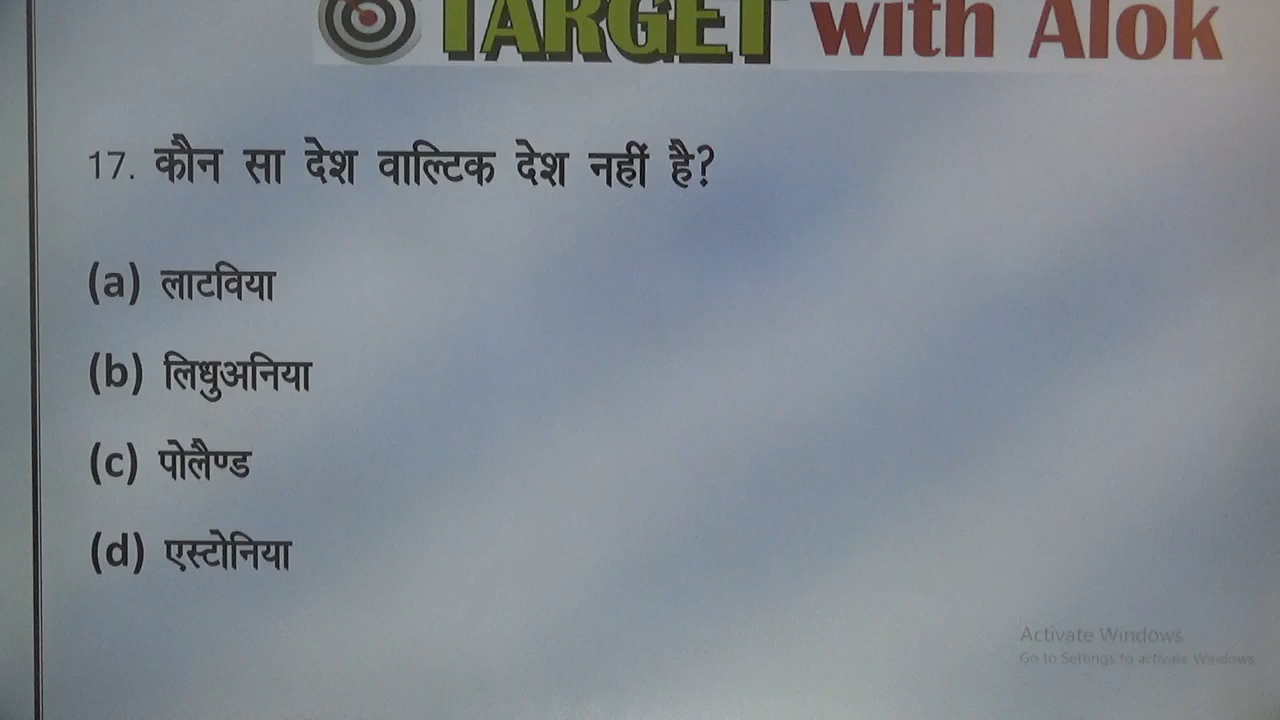 TARGET with Alok
17. कौन सा देश वाल्टिक देश नहीं है?
(a) लाटविया
(b) लिधुअनिया
(c) पोलैण्ड
(d) एस्टोनिया
Activate Windows
Go to Settings to activate Windows.